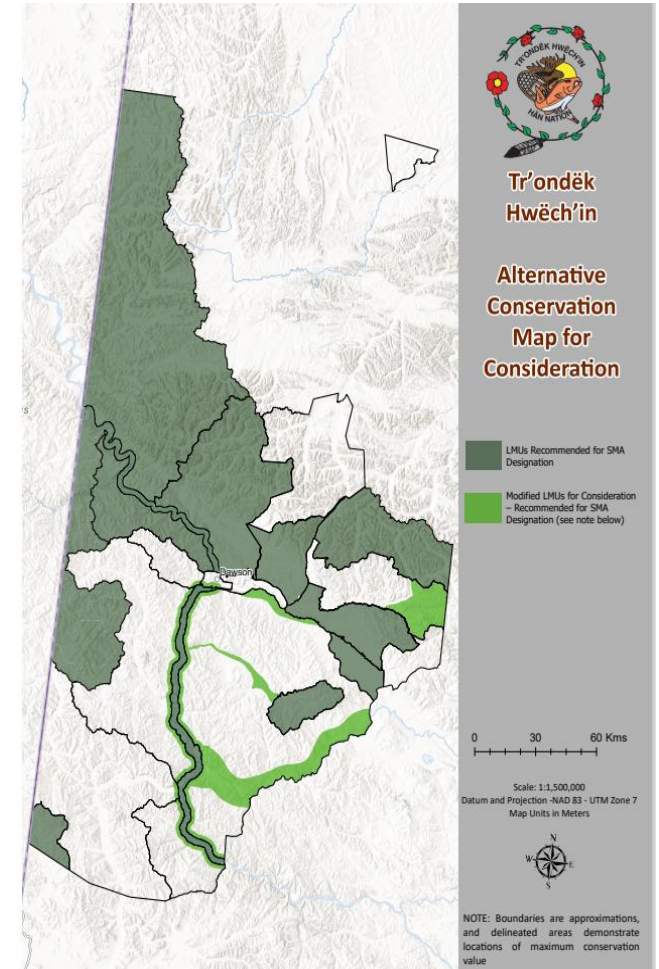 TR'ONDËK HWËCH'IN
HÄN NATION
Tr'ondëk
Hwëch'in
Alternative
Conservation
Map for
Consideration
LMUs Recommended for SMA
Designation
Modified LMUs for Consideration
– Recommended for SMA
Designation (see note below)
Dawson
0 30 60 Kms
Scale: 1:1,500,000
Datum and Projection -NAD 83 - UTM Zone 7
Map Units in Meters
N
W E
S
NOTE: Boundaries are approximations,
and delineated areas demonstrate
locations of maximum conservation
value